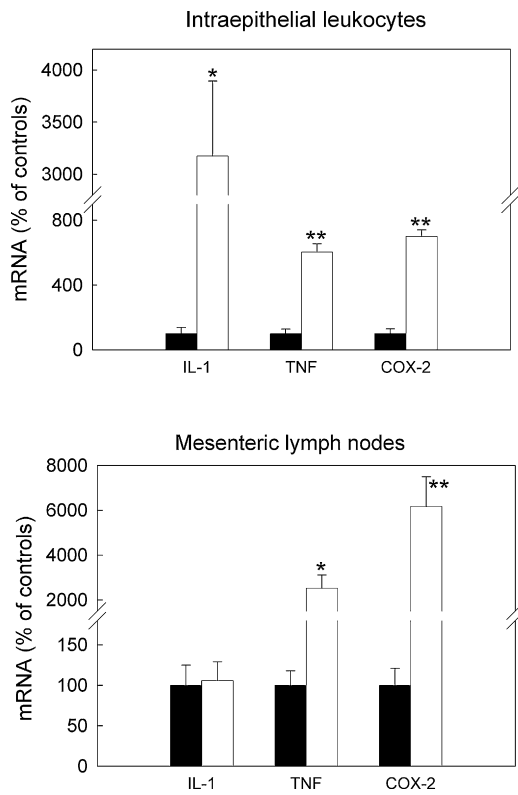 Intraepithelial leukocytes
mRNA (% of controls)
4000
3500
3000
800
400
0
*
**
**
IL-1
TNF
COX-2
Mesenteric lymph nodes
mRNA (% of controls)
8000
6000
4000
2000
150
100
50
0
*
**
IL-1
TNF
COX-2